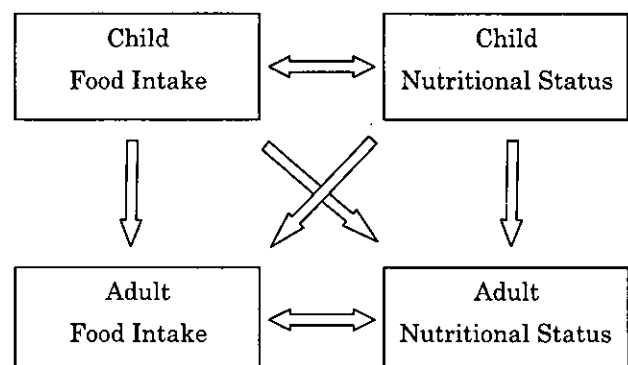 Child
Food Intake
Child
Nutritional Status
Adult
Food Intake
Adult
Nutritional Status